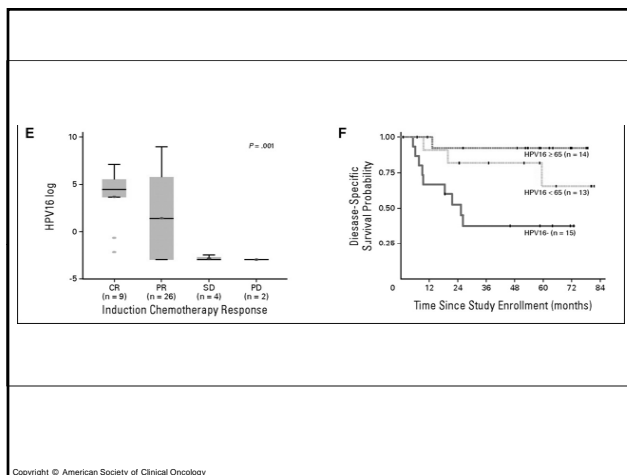 E
HPV16 log
10
5
0
-5
P = .001
CR
(n = 9)
PR
(n = 26)
SD
(n = 4)
PD
(n = 2)
Induction Chemotherapy Response
F
Diesase-Specific
Survival Probability
1.00
0.75
0.50
0.25
HPV16 ≥ 65 (n = 14)
HPV16 < 65 (n = 13)
HPV16- (n = 15)
0
12
24
36
48
60
72
84
Time Since Study Enrollment (months)
Copyright © American Society of Clinical Oncology